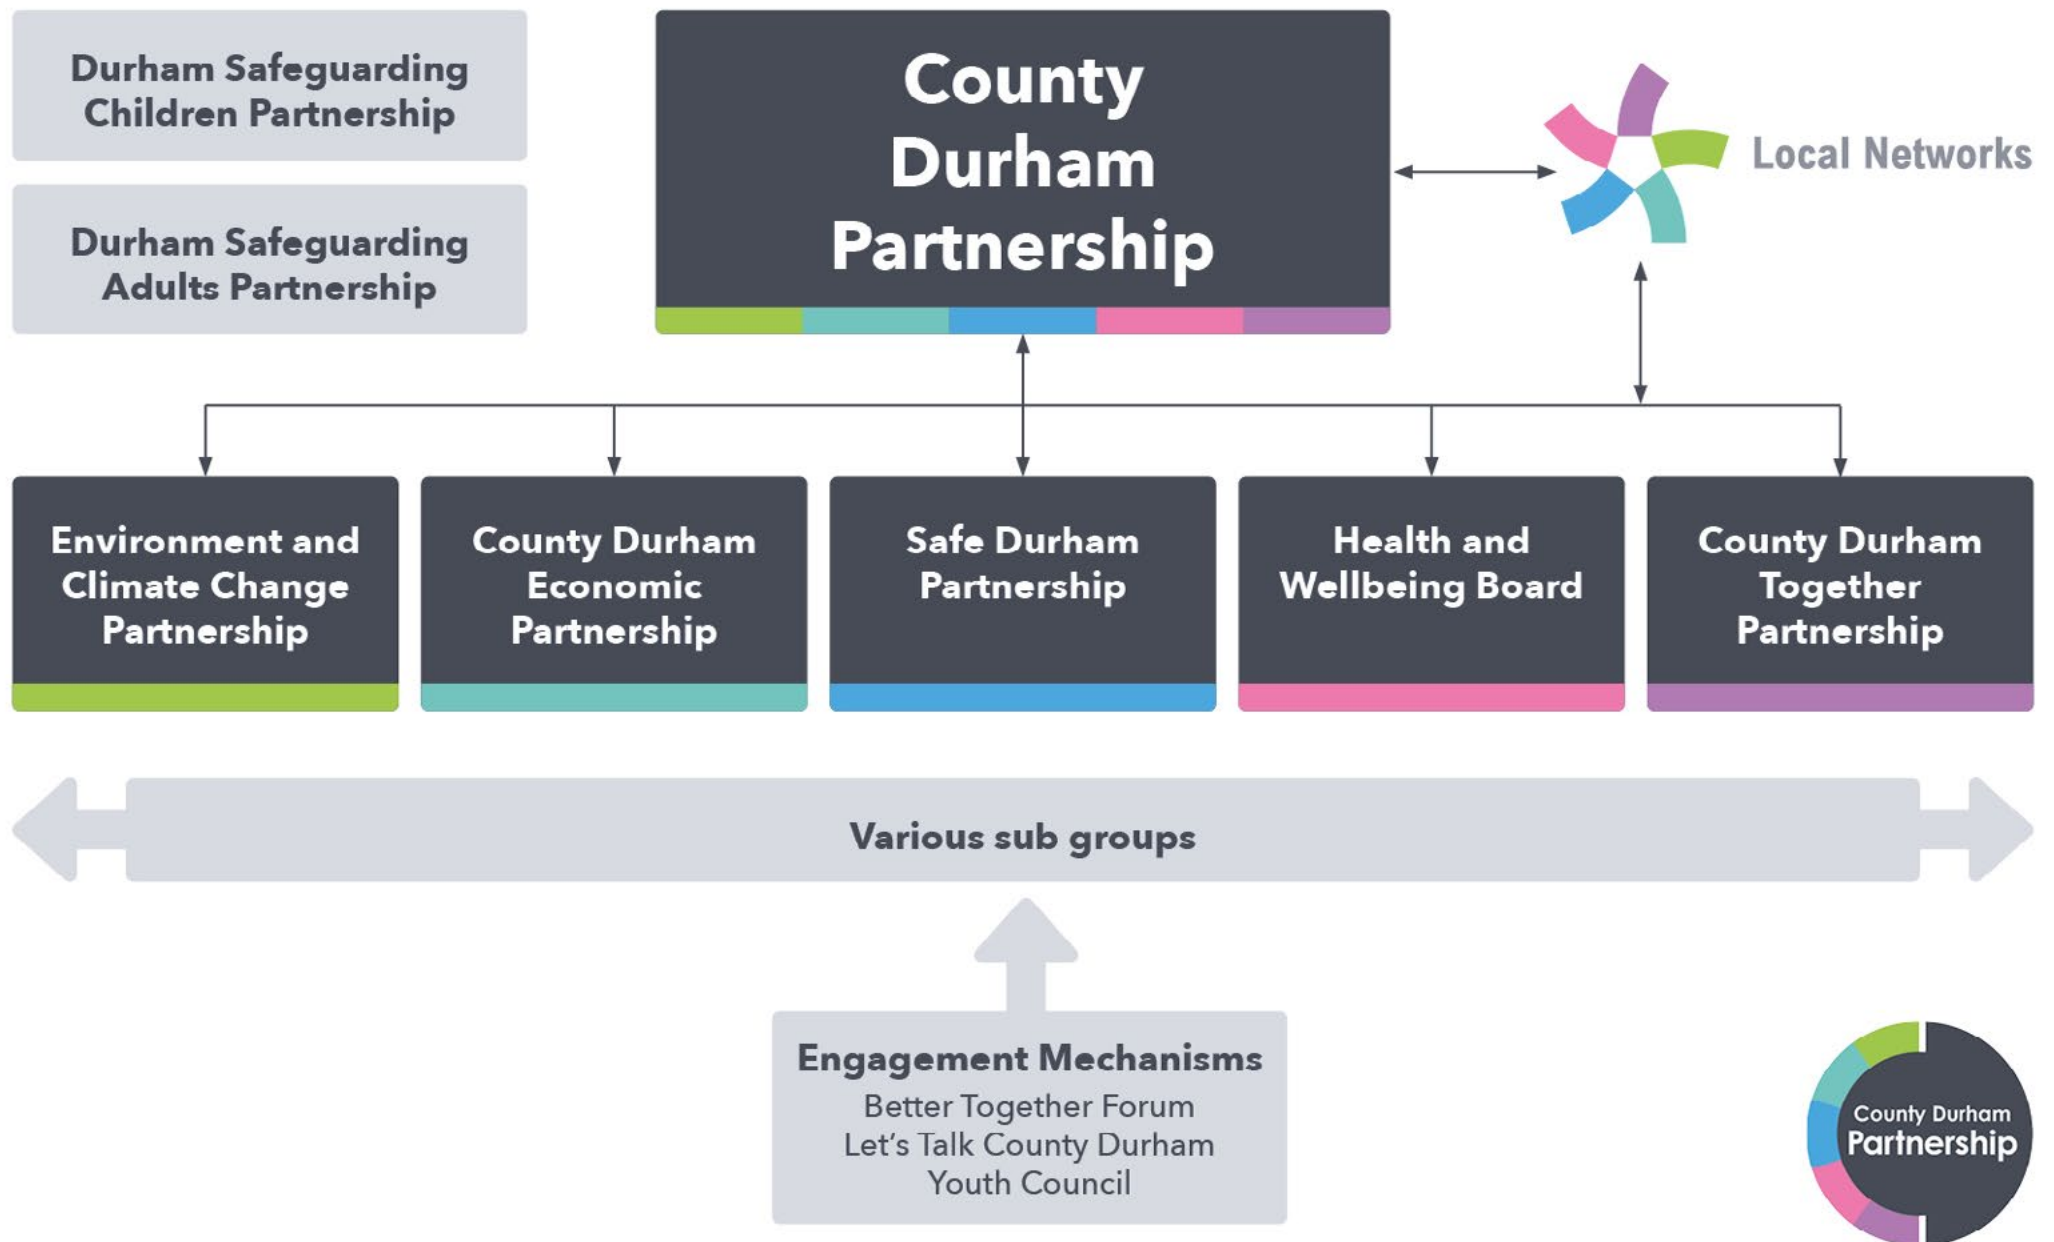 Durham Safeguarding
Children Partnership
Durham Safeguarding
Adults Partnership
County
Durham
Partnership
Local Networks
Environment and
Climate Change
Partnership
County Durham
Economic
Partnership
Safe Durham
Partnership
Health and
Wellbeing Board
County Durham
Together
Partnership
Various sub groups
Engagement Mechanisms
Better Together Forum
Let’s Talk County Durham
Youth Council
County Durham
Partnership